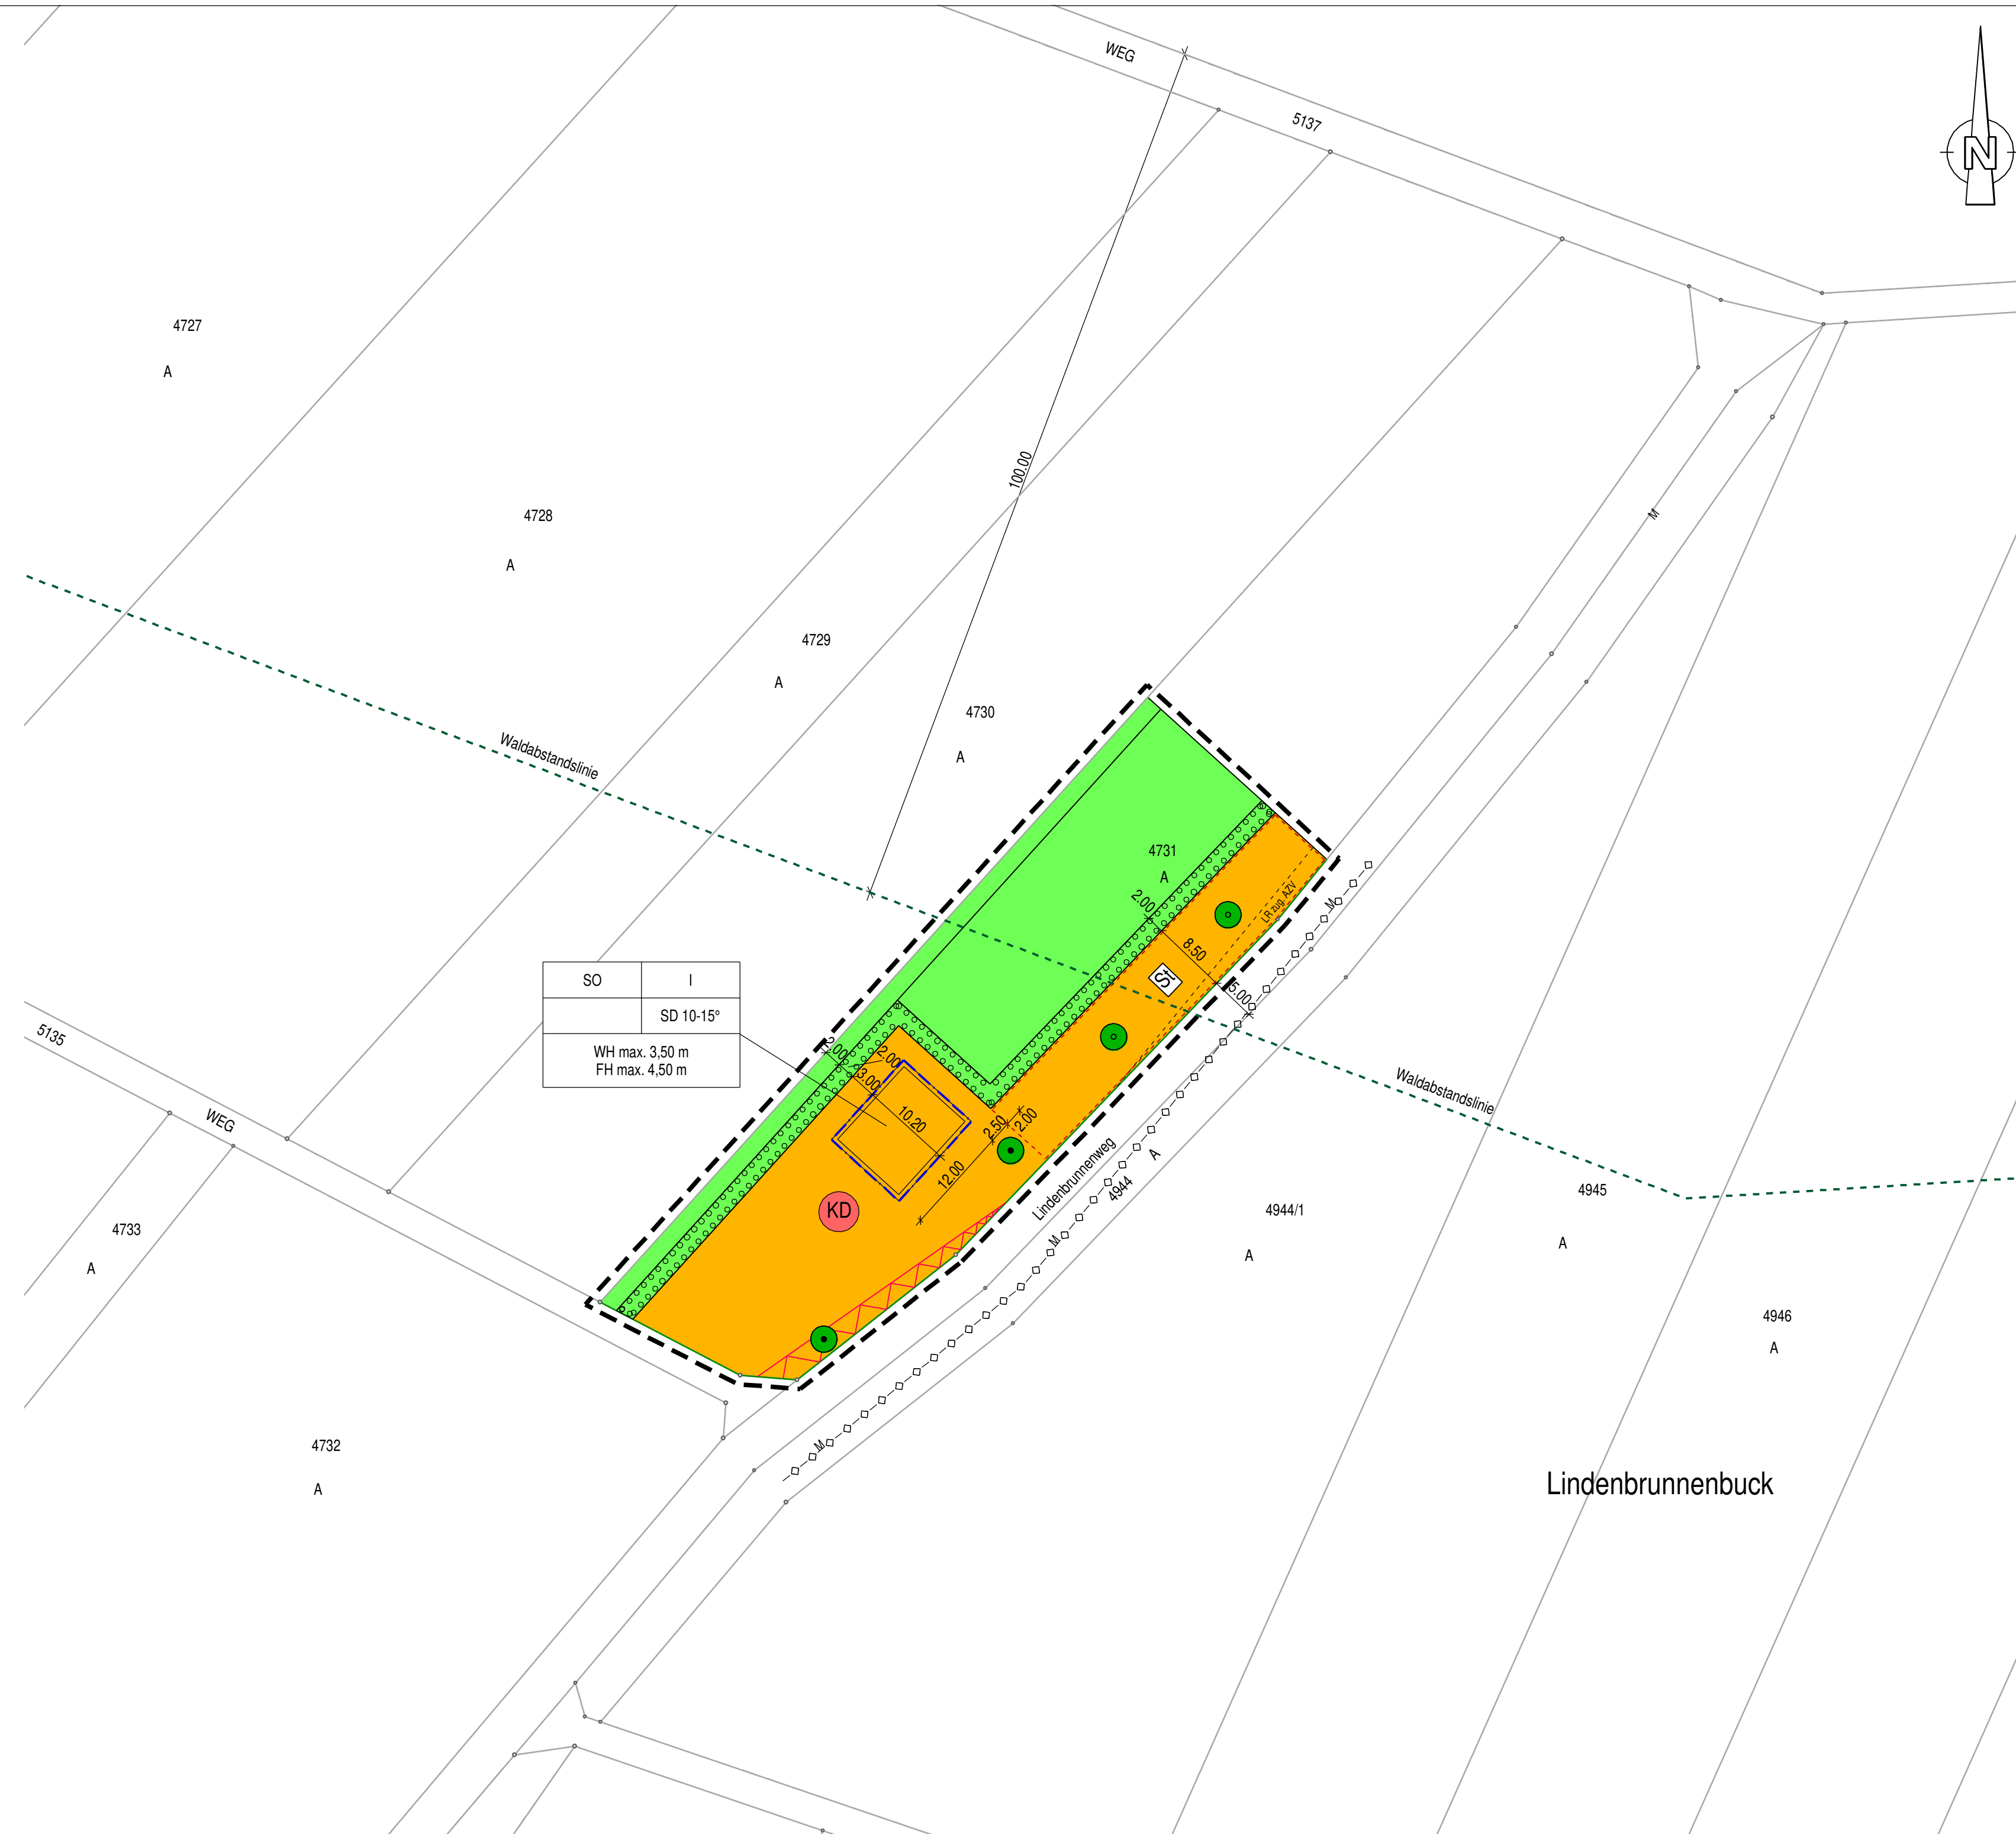 WEG
5137
N
4727
A
100.00
4728
A
M
4729
A
Waldabstandslinie
4730
A
4731
A
2.00
LR zug. AZV
M
8.50
St
5.00
SO
I
SD 10-15°
WH max. 3,50 m
FH max. 4,50 m
5135
WEG
2.00
2.00
3.00
10.20
2.50
2.00
12.00
Waldabstandslinie
Lindenbrunnenweg
A
4944
M
KD
4733
A
4944/1
A
4945
A
4946
A
4732
A
M
Lindenbrunnenbuck